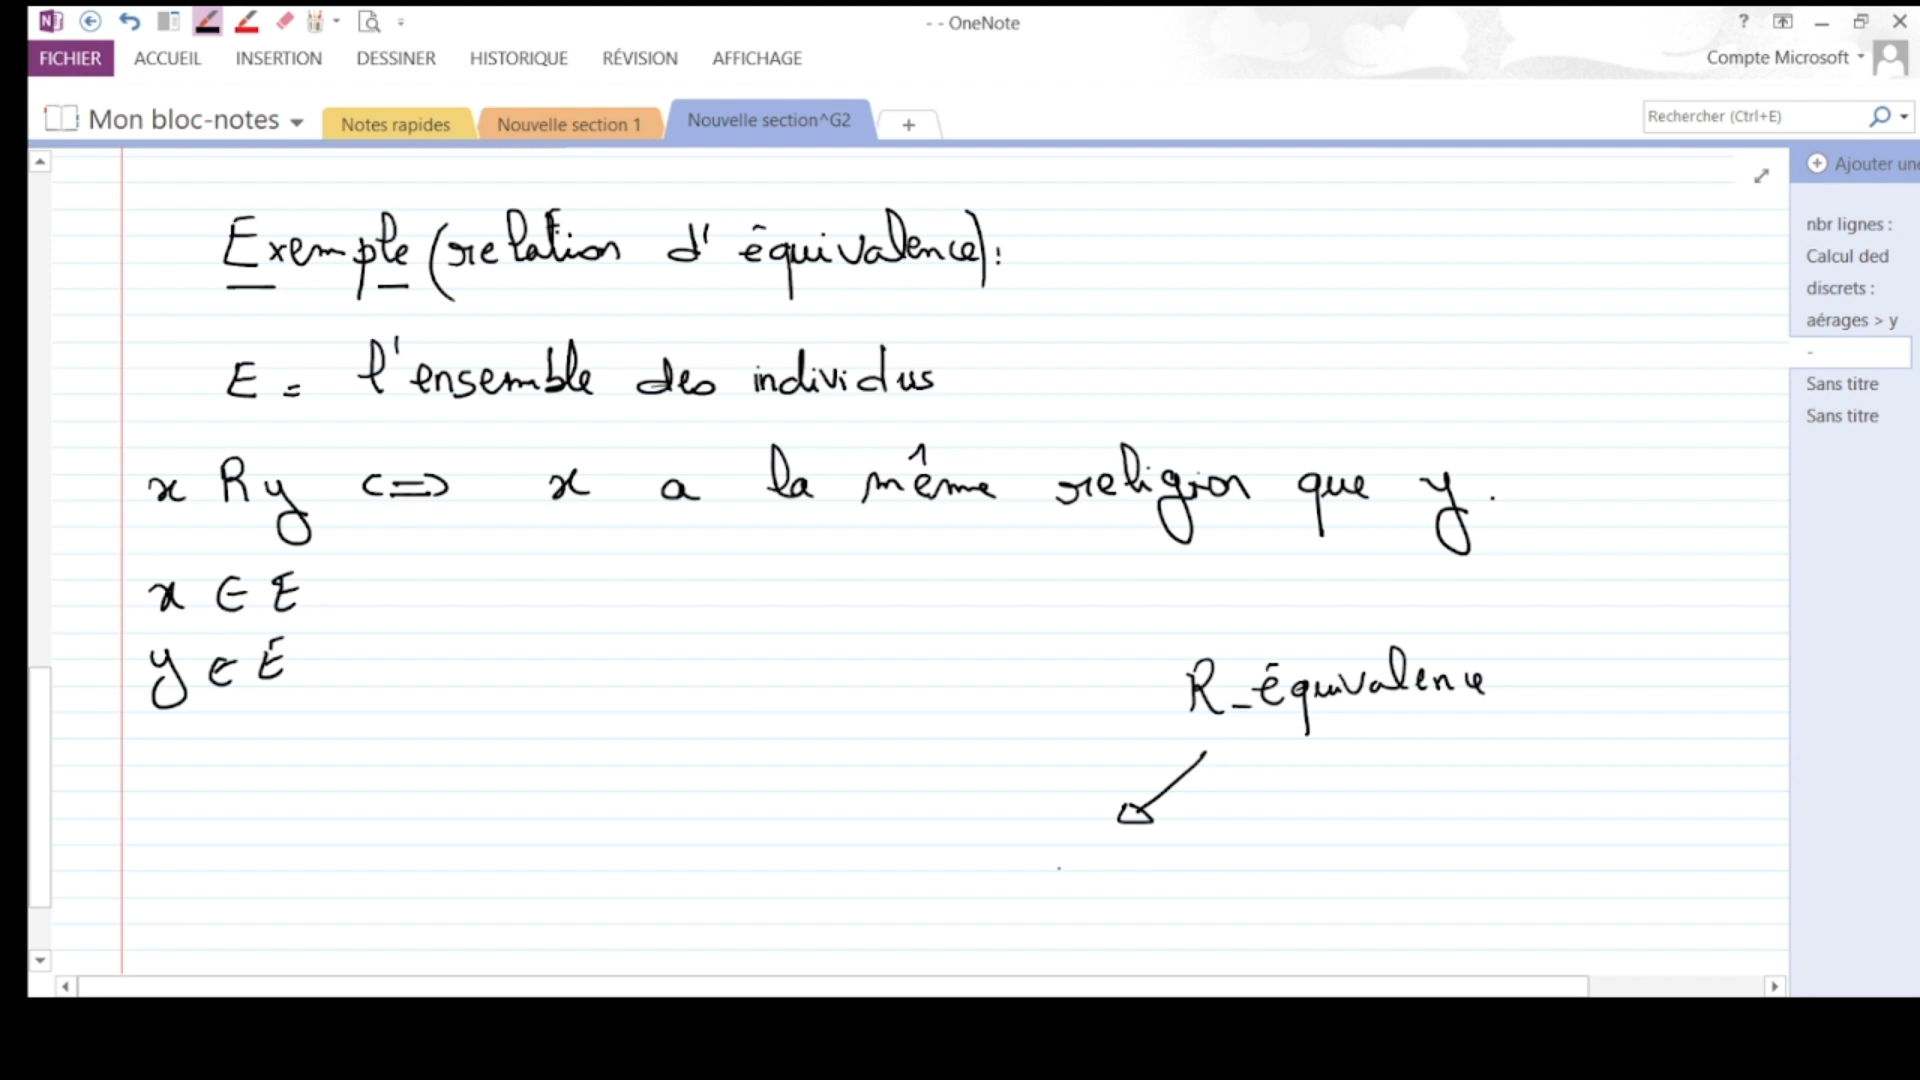 - - OneNote
?
FICHIER ACCUEIL INSERTION DESSINER HISTORIQUE RÉVISION AFFICHAGE
Compte Microsoft
Mon bloc-notes
Notes rapides
Nouvelle section 1
Nouvelle section^G2
+
Rechercher (Ctrl+E)
Ajouter une
Exemple (relation d'équivalence):
E = l'ensemble des individus
x R y <=> x a la même religion que y.
x ∈ E
y ∈ E
R_équivalence
nbr lignes :
Calcul ded
discrets :
aérages > y
-
Sans titre
Sans titre